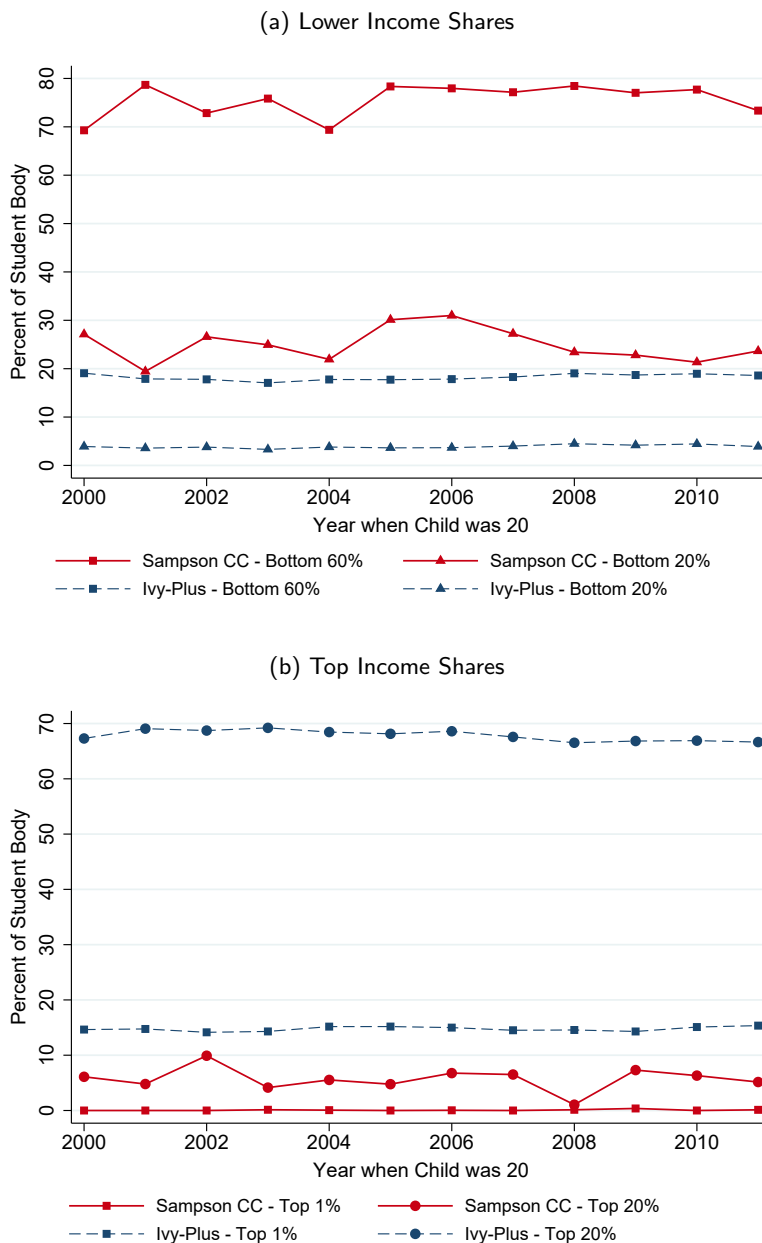 (a) Lower Income Shares
Percent of Student Body
80
70
60
50
40
30
20
10
0
2000 2002 2004 2006 2008 2010
Year when Child was 20
Sampson CC - Bottom 60% Sampson CC - Bottom 20%
Ivy-Plus - Bottom 60% Ivy-Plus - Bottom 20%
(b) Top Income Shares
Percent of Student Body
70
60
50
40
30
20
10
0
2000 2002 2004 2006 2008 2010
Year when Child was 20
Sampson CC - Top 1% Sampson CC - Top 20%
Ivy-Plus - Top 1% Ivy-Plus - Top 20%